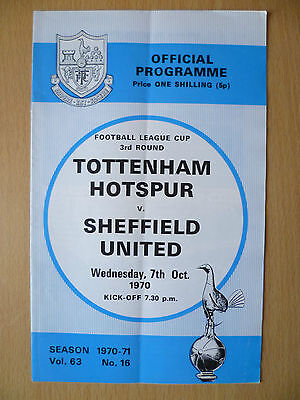 OFFICIAL
PROGRAMME
Price ONE SHILLING (5p)
FOOTBALL LEAGUE CUP
3rd ROUND
TOTTENHAM
HOTSPUR
v.
SHEFFIELD
UNITED
Wednesday, 7th Oct.
1970
KICK-OFF 7.30 p.m.
SEASON 1970-71
Vol. 63 No. 16